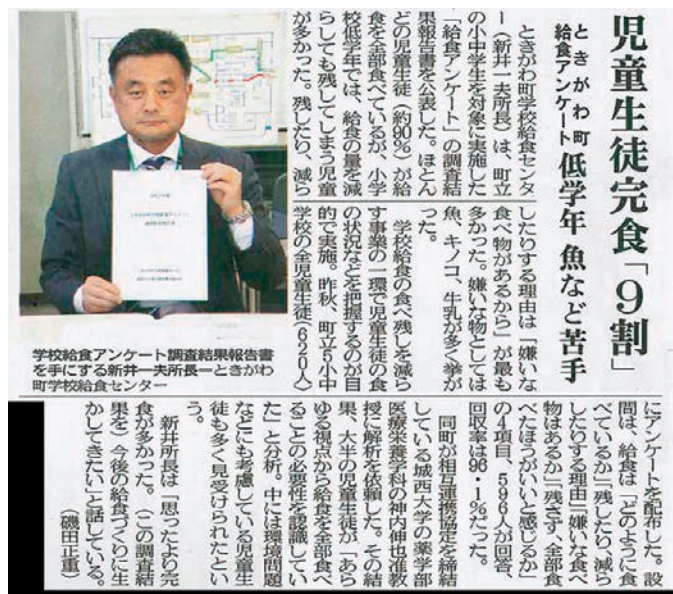 児童生徒完食「9割」
ときがわ町
給食アンケート
低学年 魚など苦手
ときがわ町学校給食センタ
ー(新井一夫所長)は、町立
の小中学生を対象に実施した
「給食アンケート」の調査結
果報告書を公表した。ほとん
どの児童生徒(約90%)が給
食を全部食べているが、小学
校低学年では、給食の量を減
らしても残してしまう児童
が多かった。残したり、減ら
したりする理由は「嫌いな
食べ物があるから」が最も
多かった。嫌いな物としては
魚、キノコ、牛乳が多く挙が
った。
学校給食の食べ残しを減ら
す事業の一環で児童生徒の食
の状況などを把握するのが目
的で実施。昨秋、町立5小中
学校の全児童生徒(620人)
にアンケートを配布した。設
問は、給食は「どのように食
べているか」「残したり、減ら
したりする理由」「嫌いな食べ
物はあるか」「残さず、全部食
べたほうがいいと感じるか」
の4項目、596人が回答、
回収率は96・1%だった。
同町が相互連携協定を締結
している城西大学の薬学部
医療栄養学科の神内伸也准教
授に解析を依頼した。その結
果、大半の児童生徒が、「あら
ゆる視点から給食を全部食べ
ることの必要性を認識してい
た」と分析。中には環境問題
などにも考慮している児童生
徒も多く見受けられたとい
う。
新井所長は「思ったより完
食が多かった。(この調査結
果を)今後の給食づくりに生
かしてきたい」と話している。
(磯田正重)
学校給食アンケート調査結果報告書
を手にする新井一夫所長=ときがわ
町学校給食センター